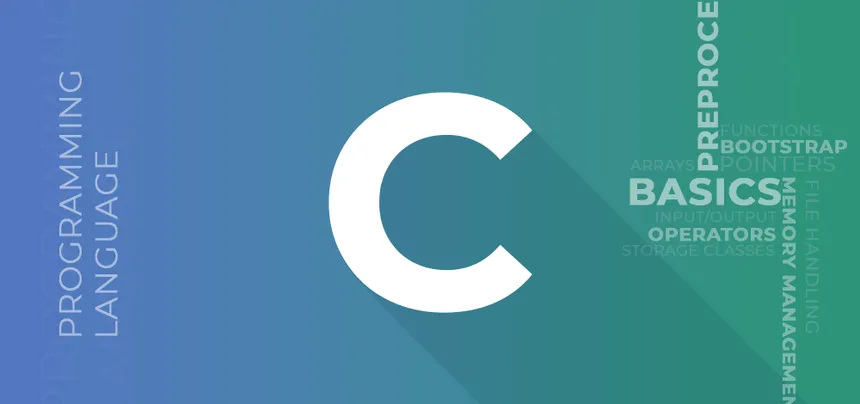 PROGRAMMING
LANGUAGE
C
PREPROCE
FUNCTIONS
BOOTSTRAP
ARRAYS
POINTERS
BASICS
INPUT/OUTPUT
OPERATORS
STORAGE CLASSES
MEMORY MANAGEMEN
FILE HANDLING